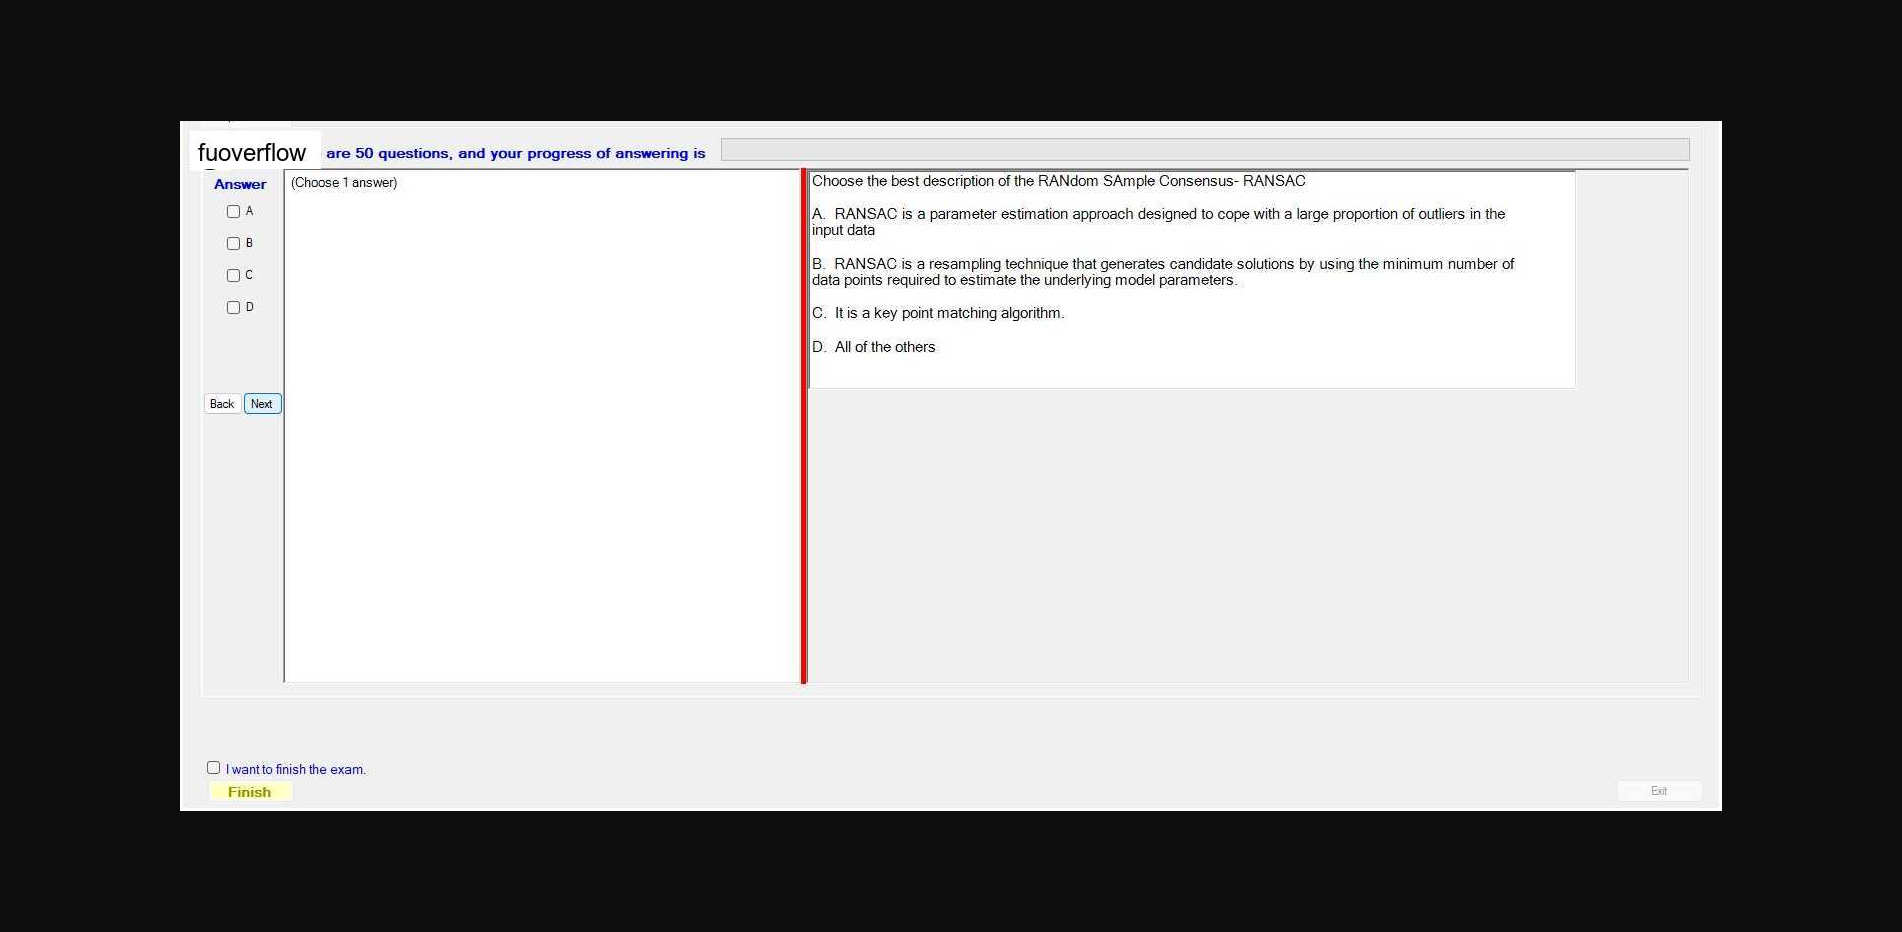 fuoverflow are 50 questions, and your progress of answering is
Answer
A
B
C
D
Back Next
(Choose 1 answer)
Choose the best description of the RANdom SAmple Consensus- RANSAC
A. RANSAC is a parameter estimation approach designed to cope with a large proportion of outliers in the
input data
B. RANSAC is a resampling technique that generates candidate solutions by using the minimum number of
data points required to estimate the underlying model parameters.
C. It is a key point matching algorithm.
D. All of the others
I want to finish the exam.
Finish
Exit